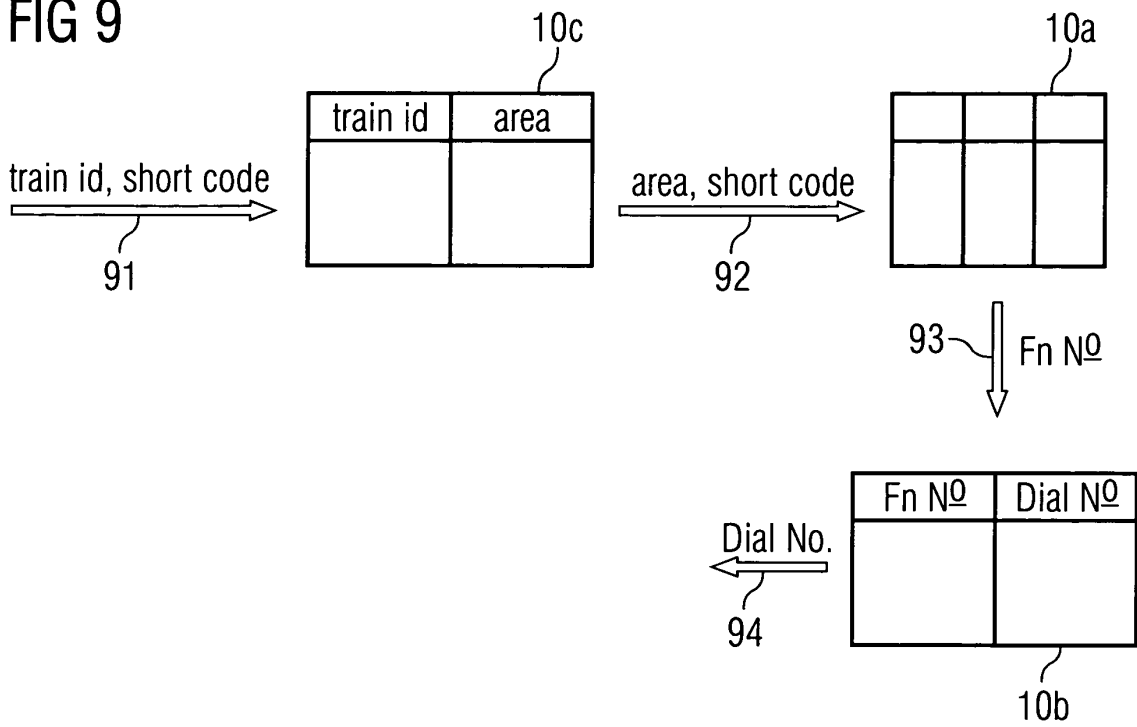 FIG 9
10c
10a
train id area
train id, short code
area, short code
91
92
93
Fn Nº
Fn Nº Dial Nº
Dial No.
94
10b